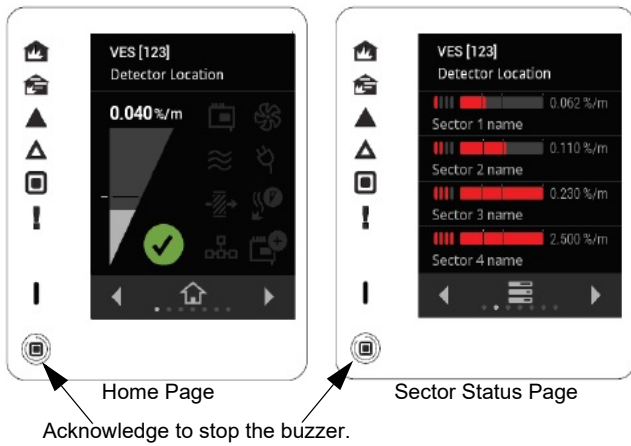 VES [123]
Detector Location
0.040%/m
VES [123]
Detector Location
0.062 %/m
Sector 1 name
0.110 %/m
Sector 2 name
0.230 %/m
Sector 3 name
2.500 %/m
Sector 4 name
Home Page
Sector Status Page
Acknowledge to stop the buzzer.